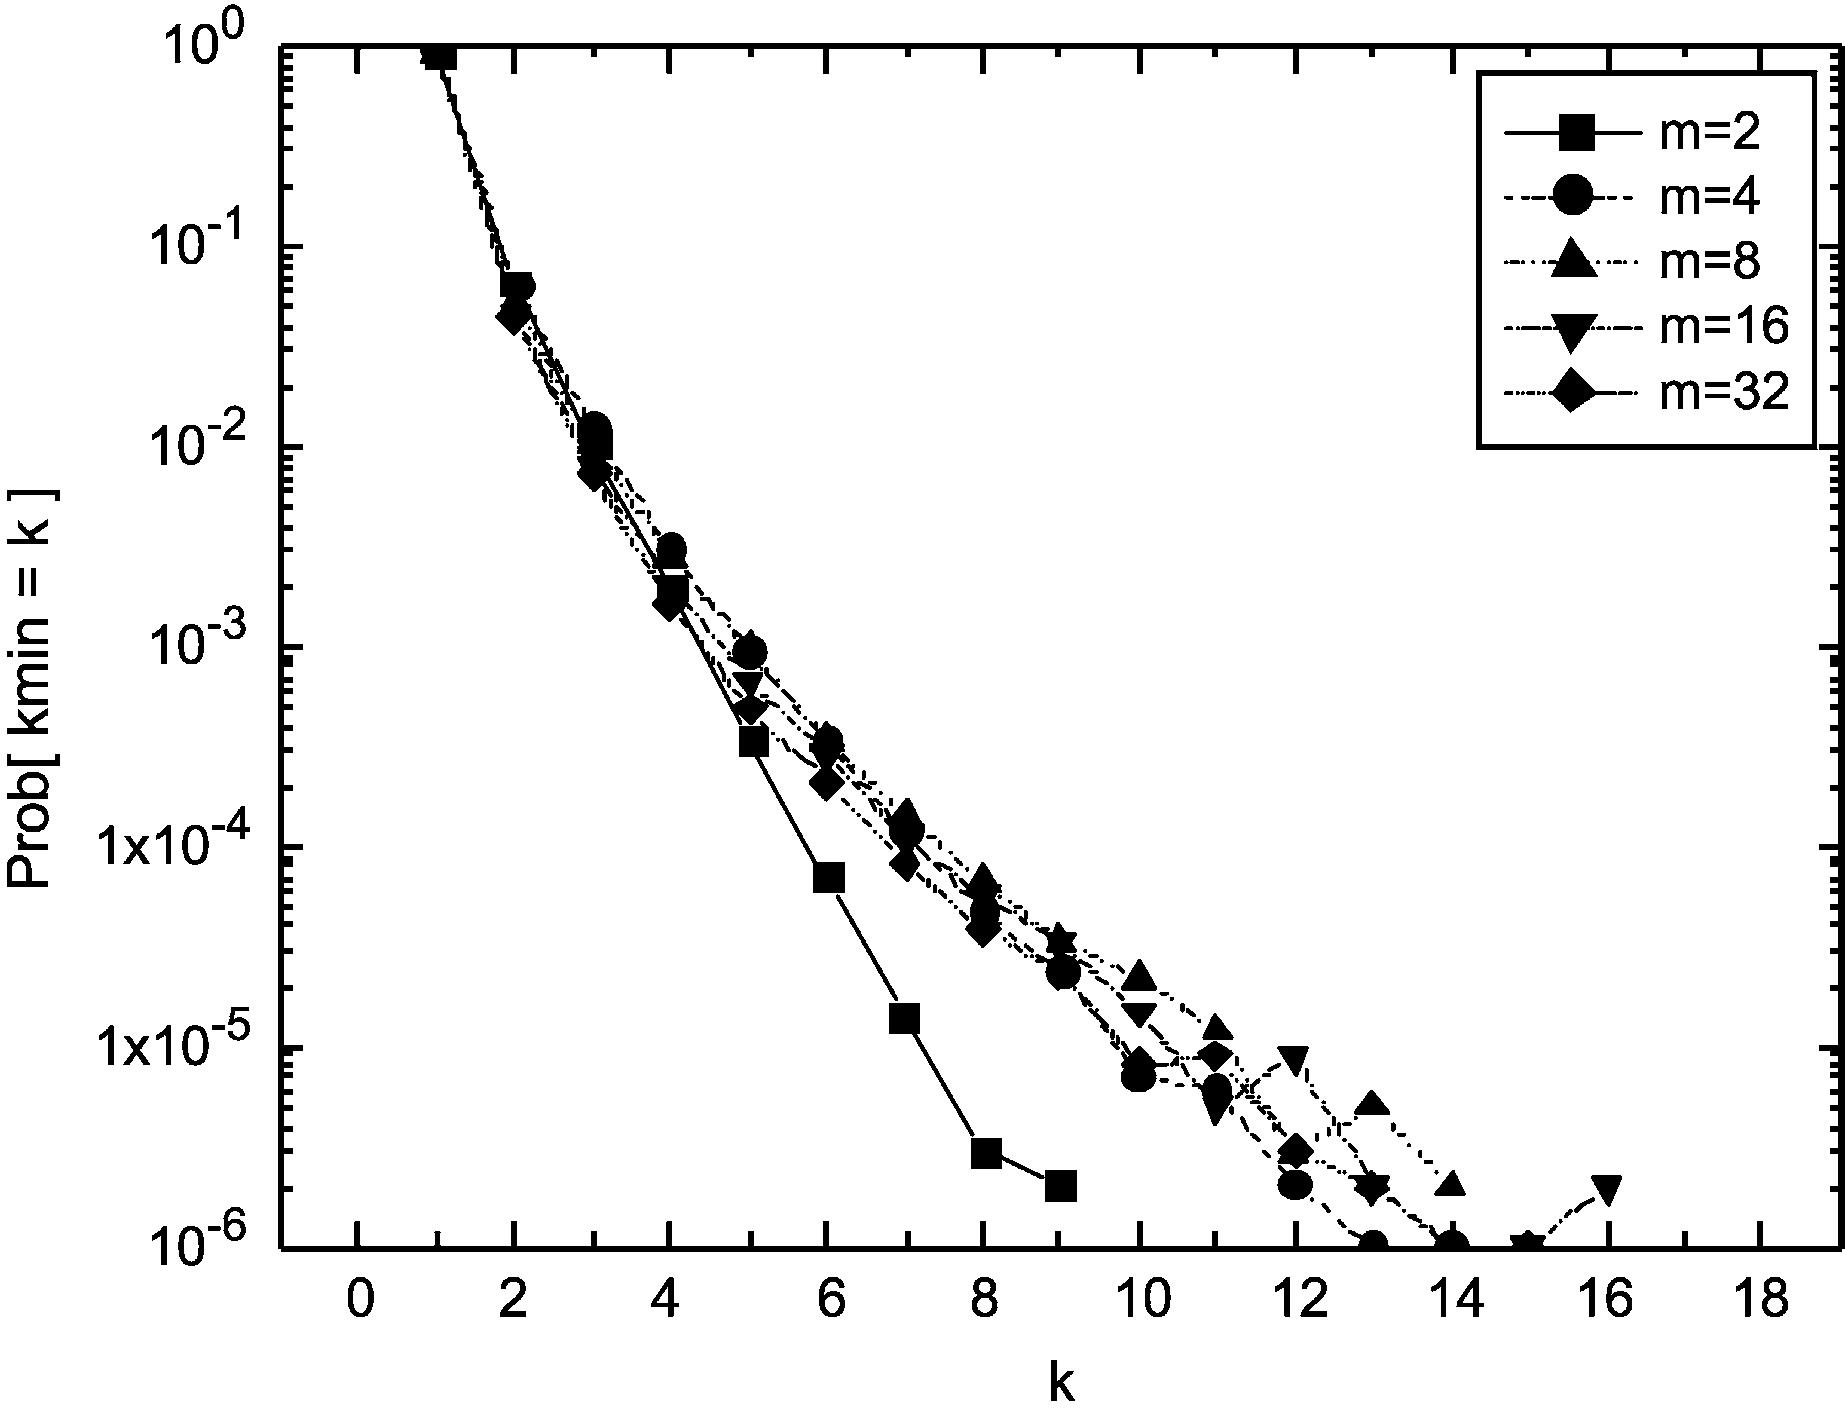 10^0
10^-1
10^-2
10^-3
1x10^-4
1x10^-5
10^-6
Prob[ kmin = k ]
0 2 4 6 8 10 12 14 16 18
k
m=2
m=4
m=8
m=16
m=32